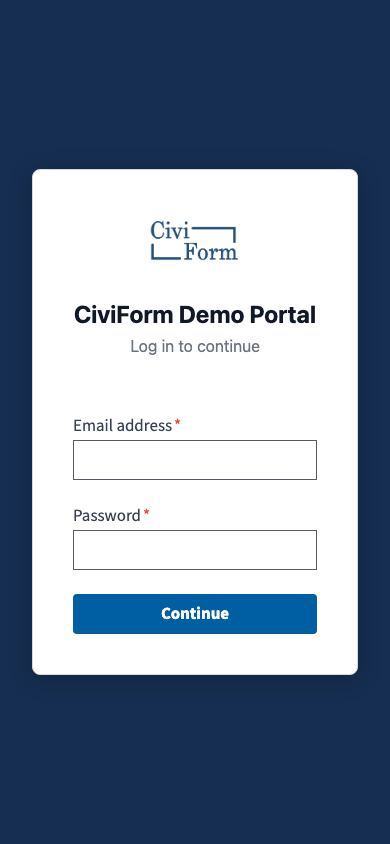 Civi
Form
CiviForm Demo Portal
Log in to continue
Email address*
Password*
Continue